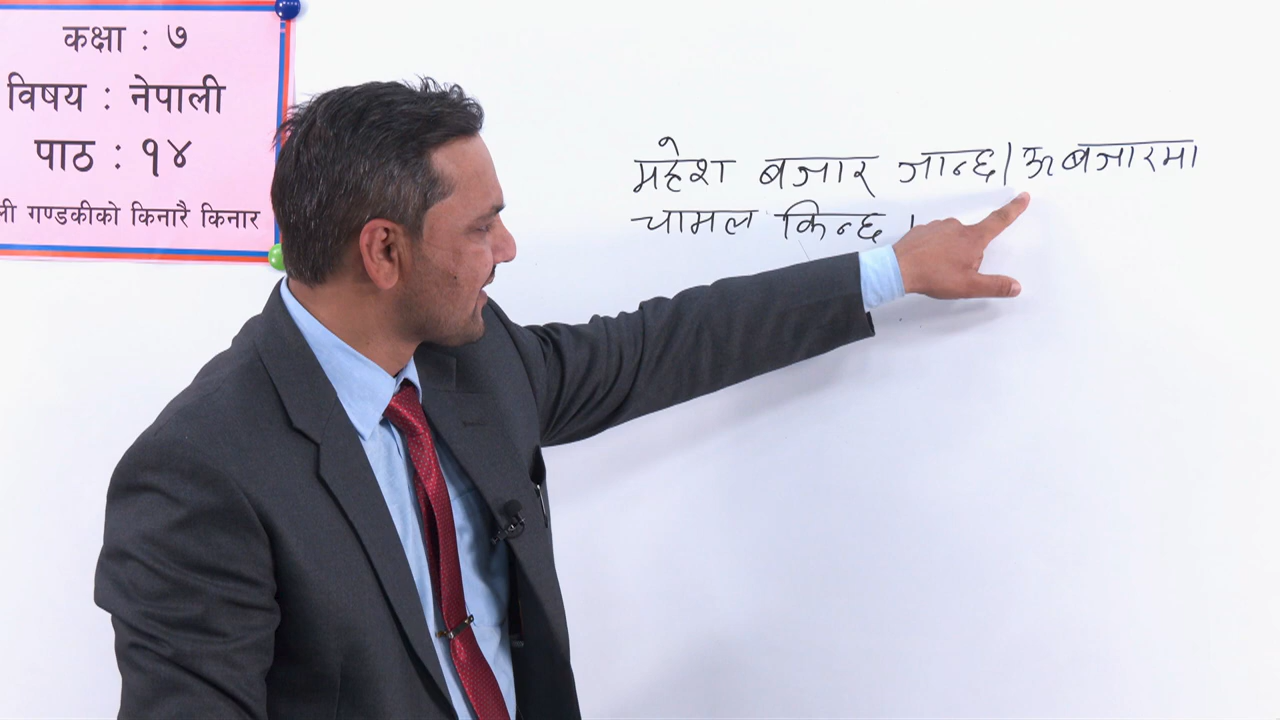 कक्षा : ७
विषय : नेपाली
पाठ : १४
ली गण्डकीको किनारै किनार
महेश बजार जान्छ। ऊ बजारमा
चामल किन्छ ।